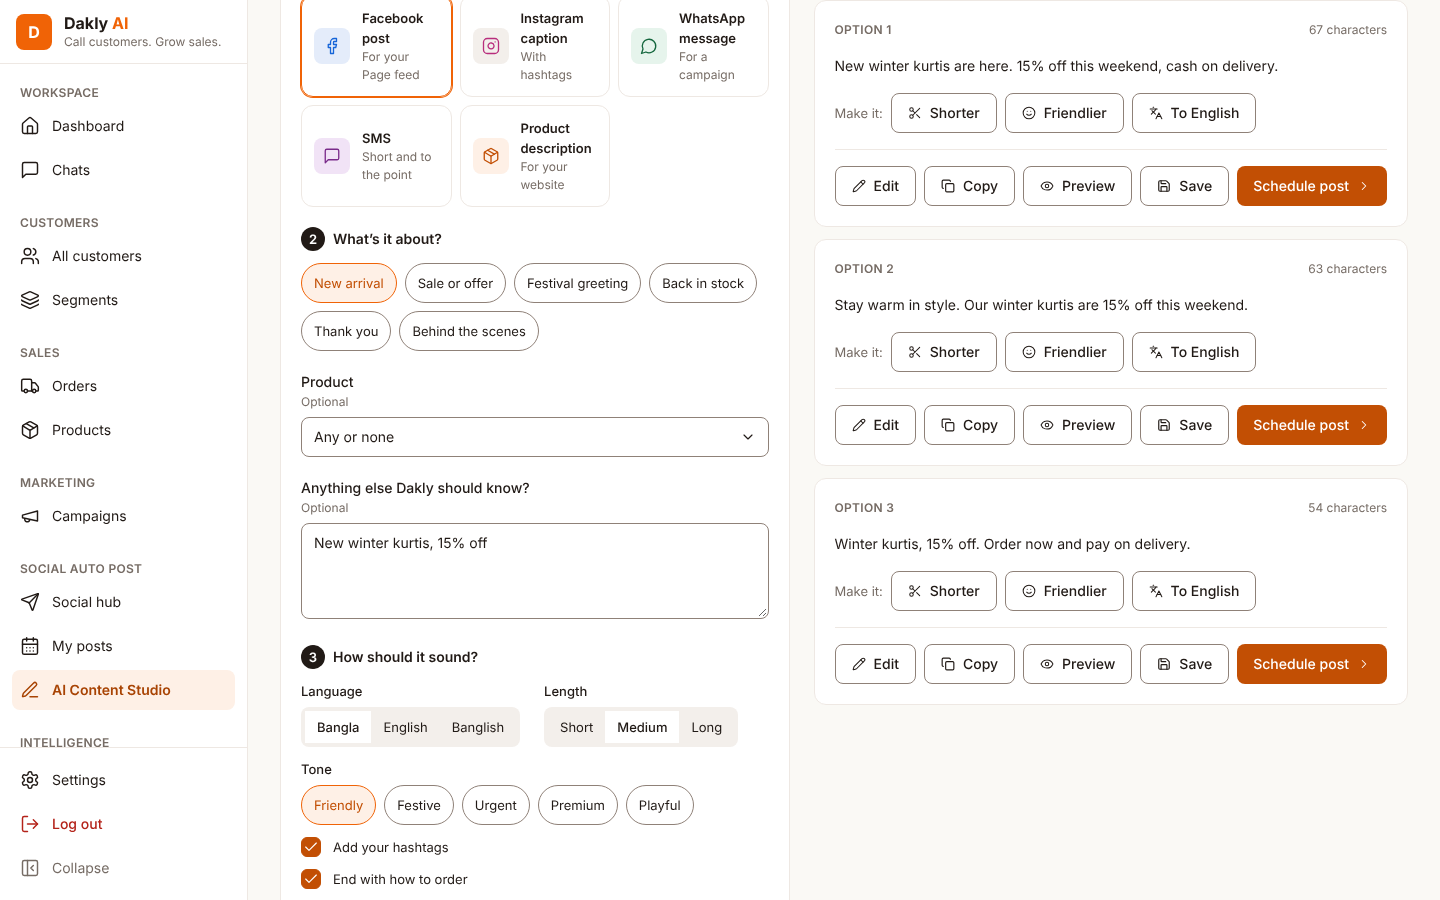 D
Dakly AI
Call customers. Grow sales.
WORKSPACE
Dashboard
Chats
CUSTOMERS
All customers
Segments
SALES
Orders
Products
MARKETING
Campaigns
SOCIAL AUTO POST
Social hub
My posts
AI Content Studio
INTELLIGENCE
Settings
Log out
Collapse
Facebook
post
For your
Page feed
Instagram
caption
With
hashtags
WhatsApp
message
For a
campaign
SMS
Short and to
the point
Product
description
For your
website
2 What's it about?
New arrival Sale or offer Festival greeting Back in stock
Thank you Behind the scenes
Product
Optional
Any or none
Anything else Dakly should know?
Optional
New winter kurtis, 15% off
3 How should it sound?
Language
Bangla English Banglish
Length
Short Medium Long
Tone
Friendly Festive Urgent Premium Playful
Add your hashtags
End with how to order
OPTION 1 67 characters
New winter kurtis are here. 15% off this weekend, cash on delivery.
Make it: Shorter Friendlier To English
Edit Copy Preview Save Schedule post
OPTION 2 63 characters
Stay warm in style. Our winter kurtis are 15% off this weekend.
Make it: Shorter Friendlier To English
Edit Copy Preview Save Schedule post
OPTION 3 54 characters
Winter kurtis, 15% off. Order now and pay on delivery.
Make it: Shorter Friendlier To English
Edit Copy Preview Save Schedule post